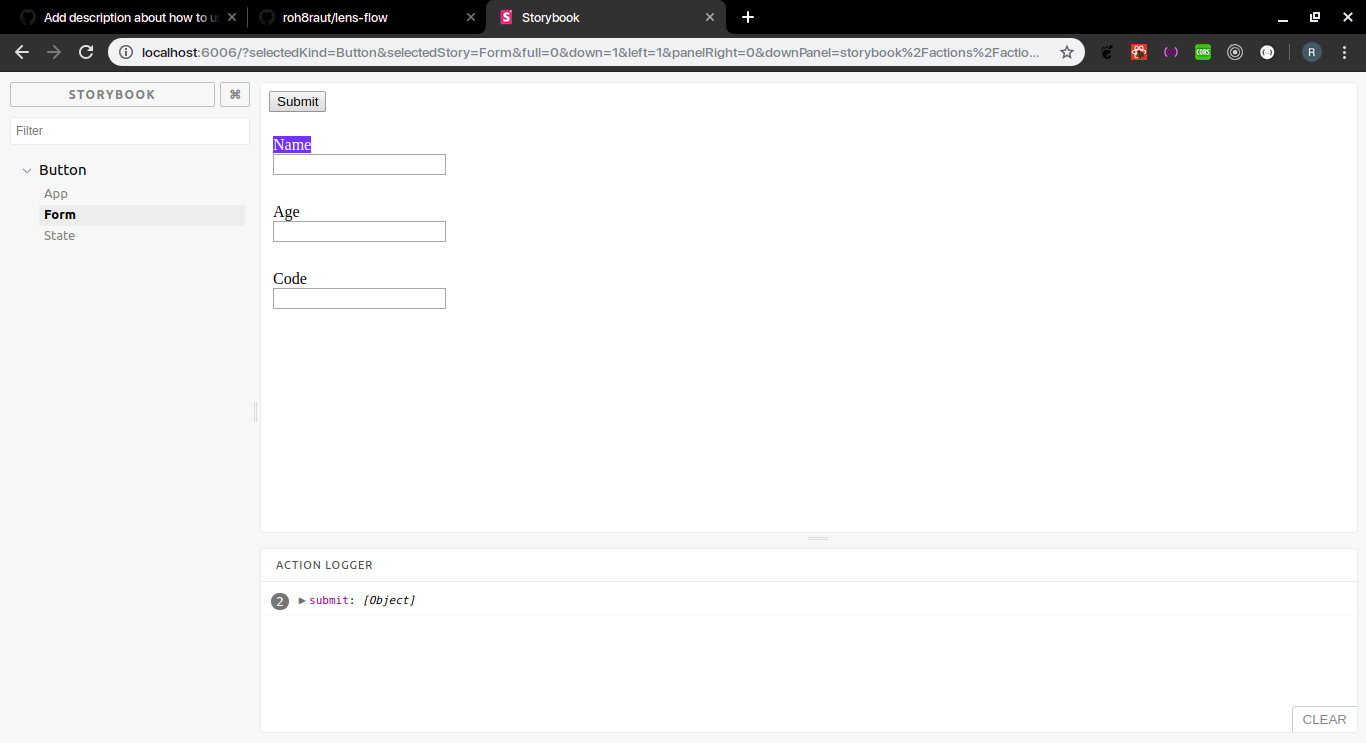 Add description about how to u
roh8raut/lens-flow
Storybook
localhost:6006/?selectedKind=Button&selectedStory=Form&full=0&down=1&left=1&panelRight=0&downPanel=storybook%2Factions%2Factio...
CORS
{··}
R
STORYBOOK
⌘
Filter
Button
App
Form
State
Submit
Name
Age
Code
ACTION LOGGER
2 ▶ submit: [Object]
CLEAR